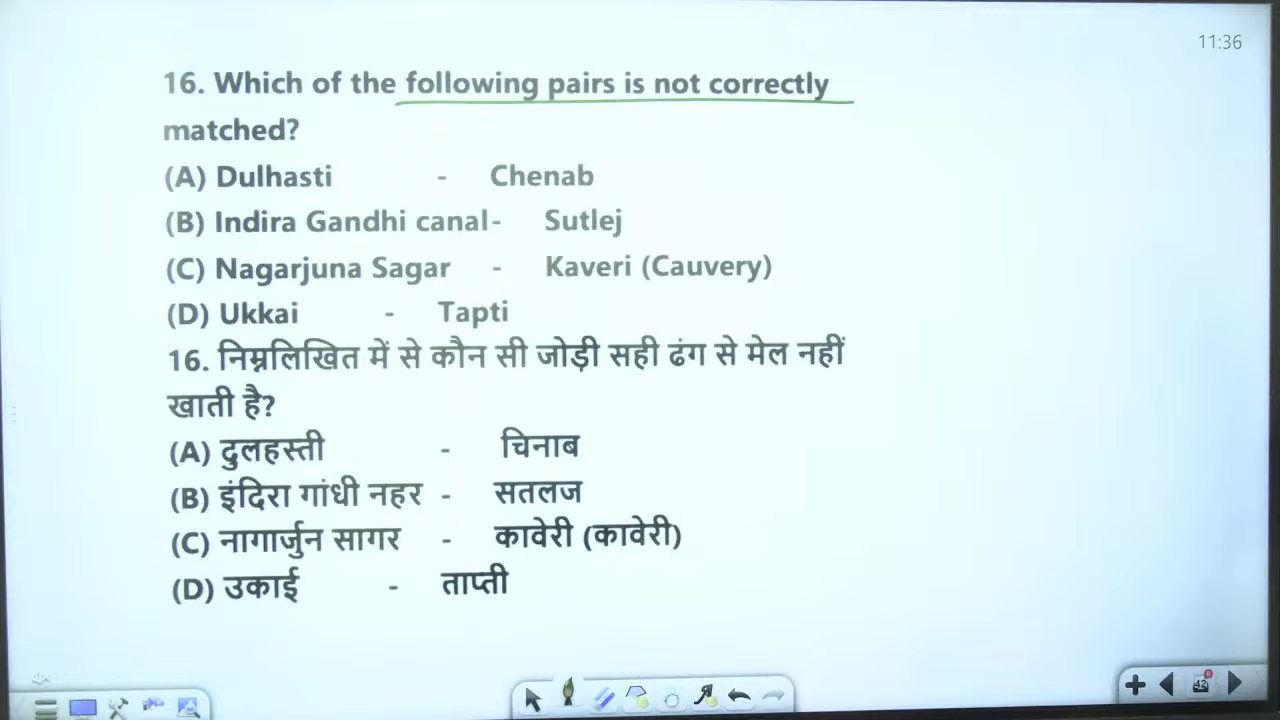 11:36
16. Which of the following pairs is not correctly
matched?
(A) Dulhasti - Chenab
(B) Indira Gandhi canal- Sutlej
(C) Nagarjuna Sagar - Kaveri (Cauvery)
(D) Ukkai - Tapti
16. निम्नलिखित में से कौन सी जोड़ी सही ढंग से मेल नहीं
खाती है?
(A) दुलहस्ती - चिनाब
(B) इंदिरा गांधी नहर - सतलज
(C) नागार्जुन सागर - कावेरी (कावेरी)
(D) उकाई - ताप्ती
42